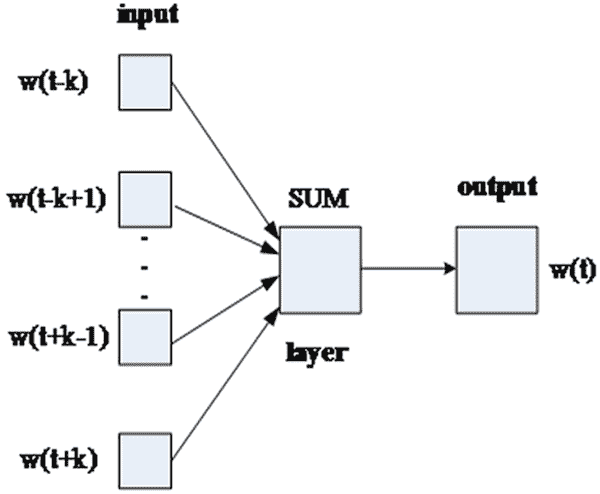 input
w(t-k)
w(t-k+1)
SUM
output
w(t)
w(t+k-1)
layer
w(t+k)